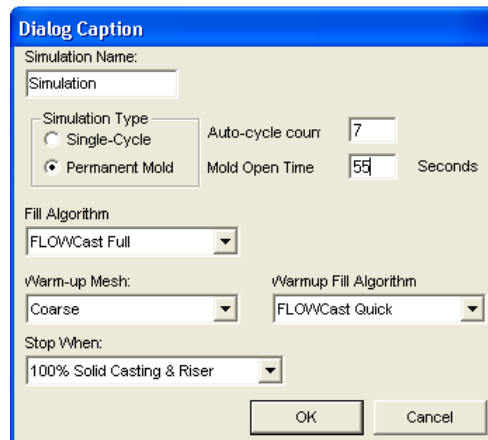 Dialog Caption
Simulation Name:
Simulation
Simulation Type
Single-Cycle
Permanent Mold
Auto-cycle coun
7
Mold Open Time
55
Seconds
Fill Algorithm
FLOWCast Full
Warm-up Mesh:
Coarse
Warmup Fill Algorithm
FLOWCast Quick
Stop When:
100% Solid Casting & Riser
OK
Cancel